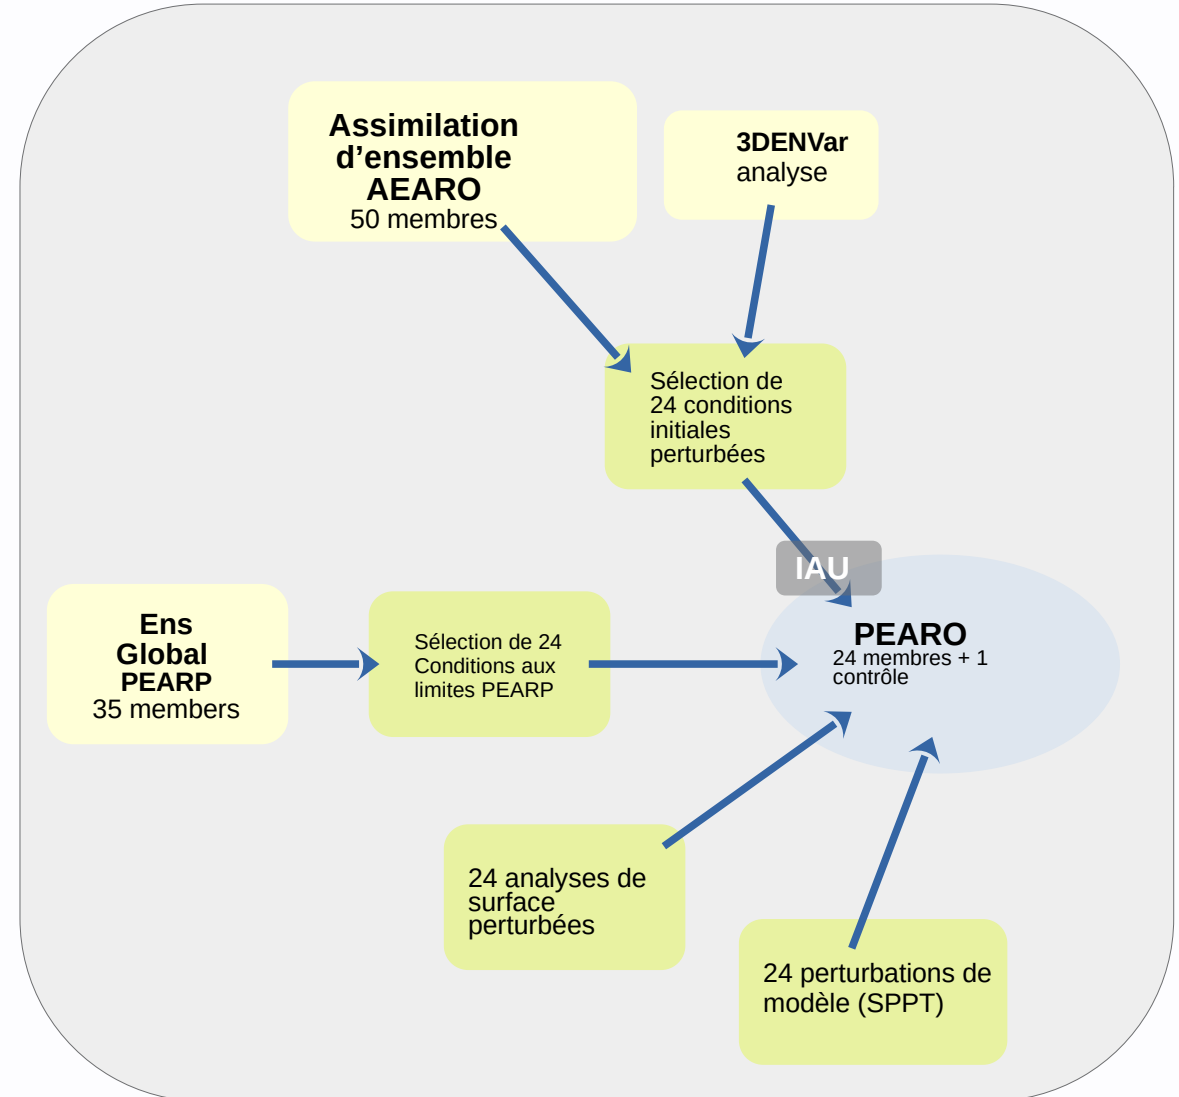 Assimilation
d’ensemble
AEARO
50 membres
3DENVar
analyse
Sélection de
24 conditions
initiales
perturbées
IAU
Ens
Global
PEARP
35 members
Sélection de 24
Conditions aux
limites PEARP
PEARO
24 membres + 1
contrôle
24 analyses de
surface
perturbées
24 perturbations de
modèle (SPPT)